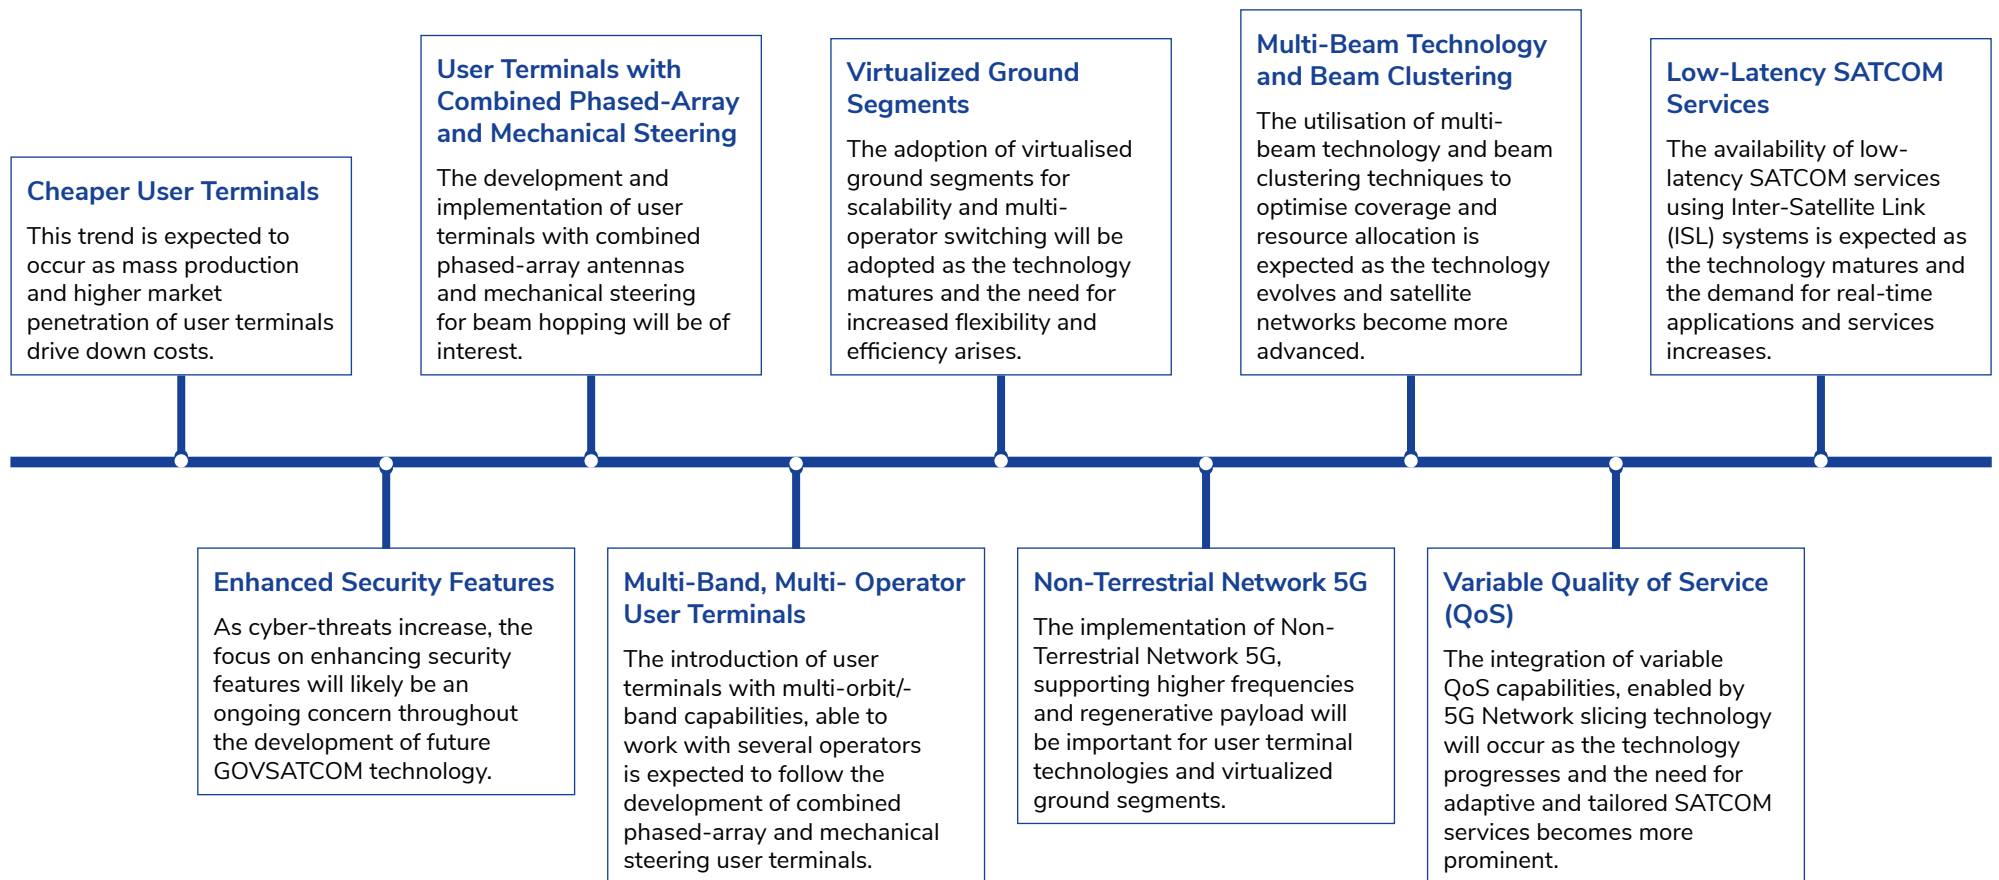 Cheaper User Terminals
This trend is expected to
occur as mass production
and higher market
penetration of user terminals
drive down costs.
User Terminals with
Combined Phased-Array
and Mechanical Steering
The development and
implementation of user
terminals with combined
phased-array antennas
and mechanical steering
for beam hopping will be of
interest.
Virtualized Ground
Segments
The adoption of virtualised
ground segments for
scalability and multi-
operator switching will be
adopted as the technology
matures and the need for
increased flexibility and
efficiency arises.
Multi-Beam Technology
and Beam Clustering
The utilisation of multi-
beam technology and beam
clustering techniques to
optimise coverage and
resource allocation is
expected as the technology
evolves and satellite
networks become more
advanced.
Low-Latency SATCOM
Services
The availability of low-
latency SATCOM services
using Inter-Satellite Link
(ISL) systems is expected as
the technology matures and
the demand for real-time
applications and services
increases.
Enhanced Security Features
As cyber-threats increase, the
focus on enhancing security
features will likely be an
ongoing concern throughout
the development of future
GOVSATCOM technology.
Multi-Band, Multi- Operator
User Terminals
The introduction of user
terminals with multi-orbit/-
band capabilities, able to
work with several operators
is expected to follow the
development of combined
phased-array and mechanical
steering user terminals.
Non-Terrestrial Network 5G
The implementation of Non-
Terrestrial Network 5G,
supporting higher frequencies
and regenerative payload will
be important for user terminal
technologies and virtualized
ground segments.
Variable Quality of Service
(QoS)
The integration of variable
QoS capabilities, enabled by
5G Network slicing technology
will occur as the technology
progresses and the need for
adaptive and tailored SATCOM
services becomes more
prominent.